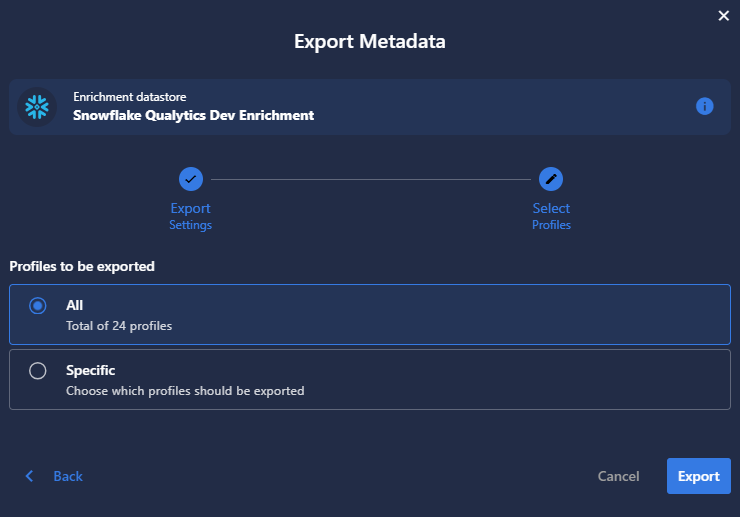 Export Metadata
Enrichment datastore
Snowflake Qualytics Dev Enrichment
Export
Settings
Select
Profiles
Profiles to be exported
All
Total of 24 profiles
Specific
Choose which profiles should be exported
Back
Cancel
Export